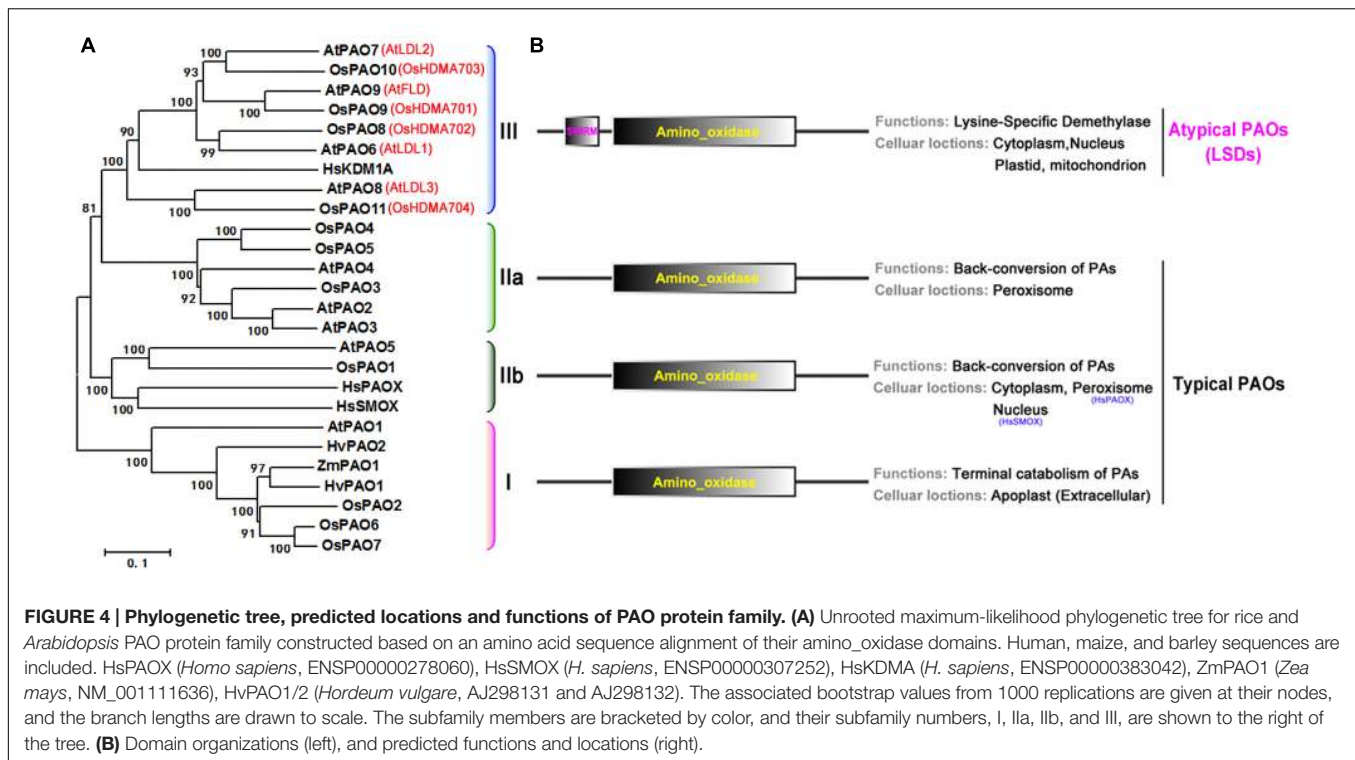 A
B
AtPAO7 (AtLDL2)
OsPAO10 (OsHDMA703)
AtPAO9 (AtFLD)
OsPAO9 (OsHDMA701)
OsPAO8 (OsHDMA702)
AtPAO6 (AtLDL1)
HsKDM1A
AtPAO8 (AtLDL3)
OsPAO11 (OsHDMA704)
OsPAO4
OsPAO5
AtPAO4
OsPAO3
AtPAO2
AtPAO3
AtPAO5
OsPAO1
HsPAOX
HsSMOX
AtPAO1
HvPAO2
ZmPAO1
HvPAO1
OsPAO2
OsPAO6
OsPAO7
100
93
100
100
99
90
100
100
81
100
100
92
100
100
100
100
100
100
97
100
100
91
100
0.1
III
SWIRM
Amino_oxidase
Functions: Lysine-Specific Demethylase
Celluar loctions: Cytoplasm,Nucleus
Plastid, mitochondrion
Atypical PAOs
(LSDs)
IIa
Amino_oxidase
Functions: Back-conversion of PAs
Celluar loctions: Peroxisome
IIb
Amino_oxidase
Functions: Back-conversion of PAs
Celluar loctions: Cytoplasm, Peroxisome
(HsPAOX)
Nucleus
(HsSMOX)
Typical PAOs
I
Amino_oxidase
Functions: Terminal catabolism of PAs
Celluar loctions: Apoplast (Extracellular)
FIGURE 4 | Phylogenetic tree, predicted locations and functions of PAO protein family. (A) Unrooted maximum-likelihood phylogenetic tree for rice and
Arabidopsis PAO protein family constructed based on an amino acid sequence alignment of their amino_oxidase domains. Human, maize, and barley sequences are
included. HsPAOX (Homo sapiens, ENSP00000278060), HsSMOX (H. sapiens, ENSP00000307252), HsKDMA (H. sapiens, ENSP00000383042), ZmPAO1 (Zea
mays, NM_001111636), HvPAO1/2 (Hordeum vulgare, AJ298131 and AJ298132). The associated bootstrap values from 1000 replications are given at their nodes,
and the branch lengths are drawn to scale. The subfamily members are bracketed by color, and their subfamily numbers, I, IIa, IIb, and III, are shown to the right of
the tree. (B) Domain organizations (left), and predicted functions and locations (right).